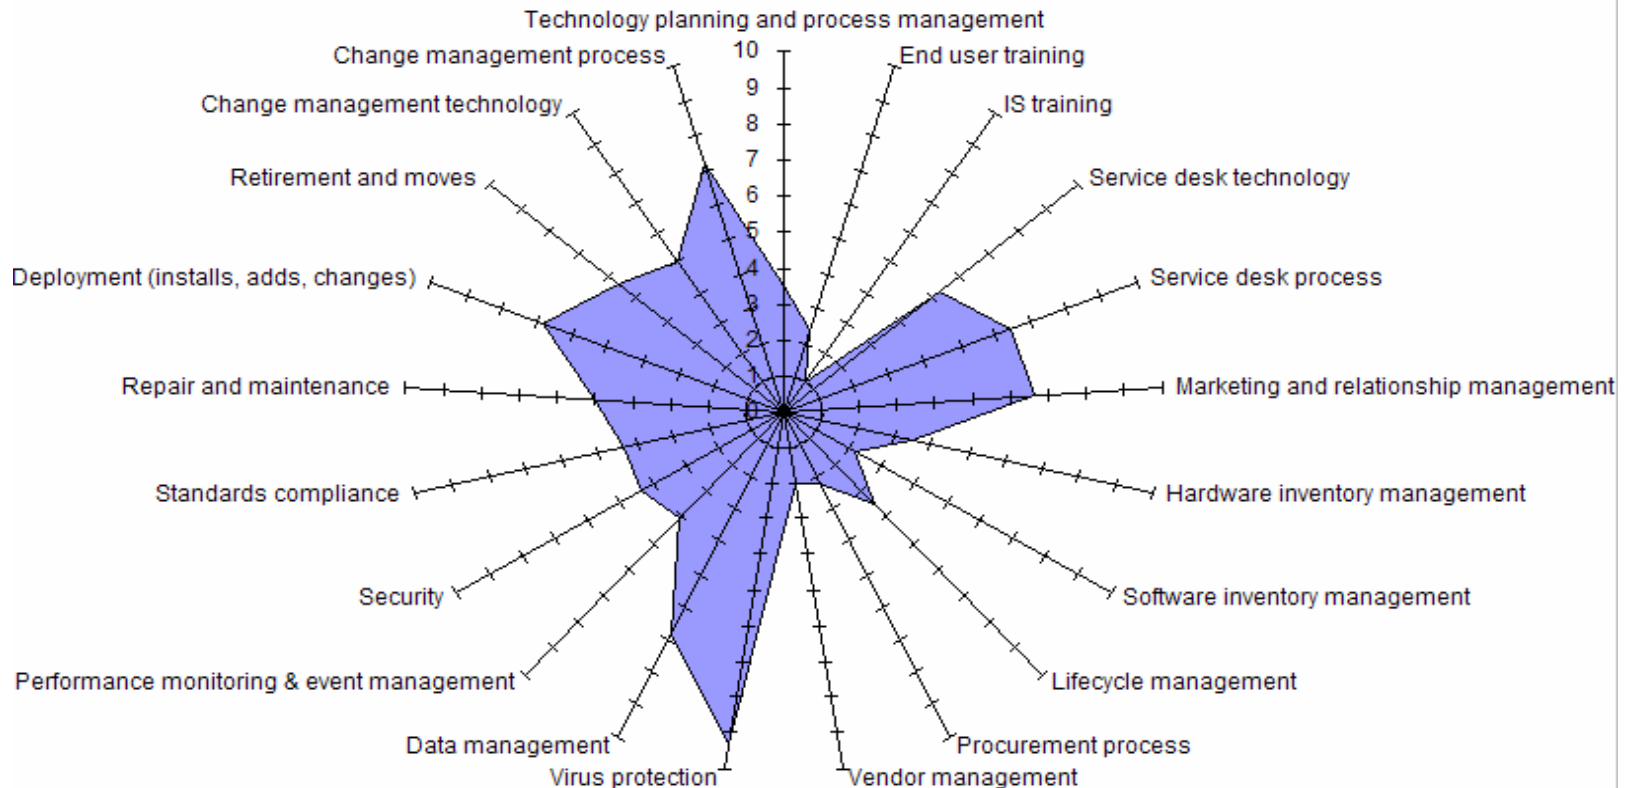 Technology planning and process management
Change management process
10
End user training
9
Change management technology
IS training
8
7
Retirement and moves
6
Service desk technology
5
Deployment (installs, adds, changes)
4
Service desk process
3
2
1
Repair and maintenance
Marketing and relationship management
0
Standards compliance
Hardware inventory management
Security
Software inventory management
Performance monitoring & event management
Lifecycle management
Data management
Procurement process
Virus protection
Vendor management